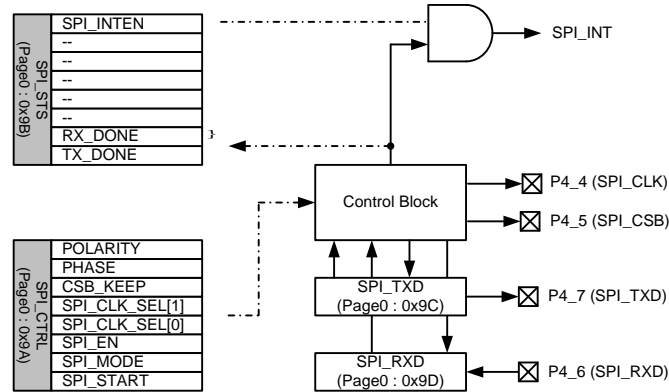 SPI_STS
(Page0 : 0x9B)
SPI_INTEN
--
--
--
--
--
RX_DONE
TX_DONE
}
SPI_INT
Control Block
P4_4 (SPI_CLK)
P4_5 (SPI_CSB)
SPI_CTRL
(Page0 : 0x9A)
POLARITY
PHASE
CSB_KEEP
SPI_CLK_SEL[1]
SPI_CLK_SEL[0]
SPI_EN
SPI_MODE
SPI_START
SPI_TXD
(Page0 : 0x9C)
P4_7 (SPI_TXD)
SPI_RXD
(Page0 : 0x9D)
P4_6 (SPI_RXD)